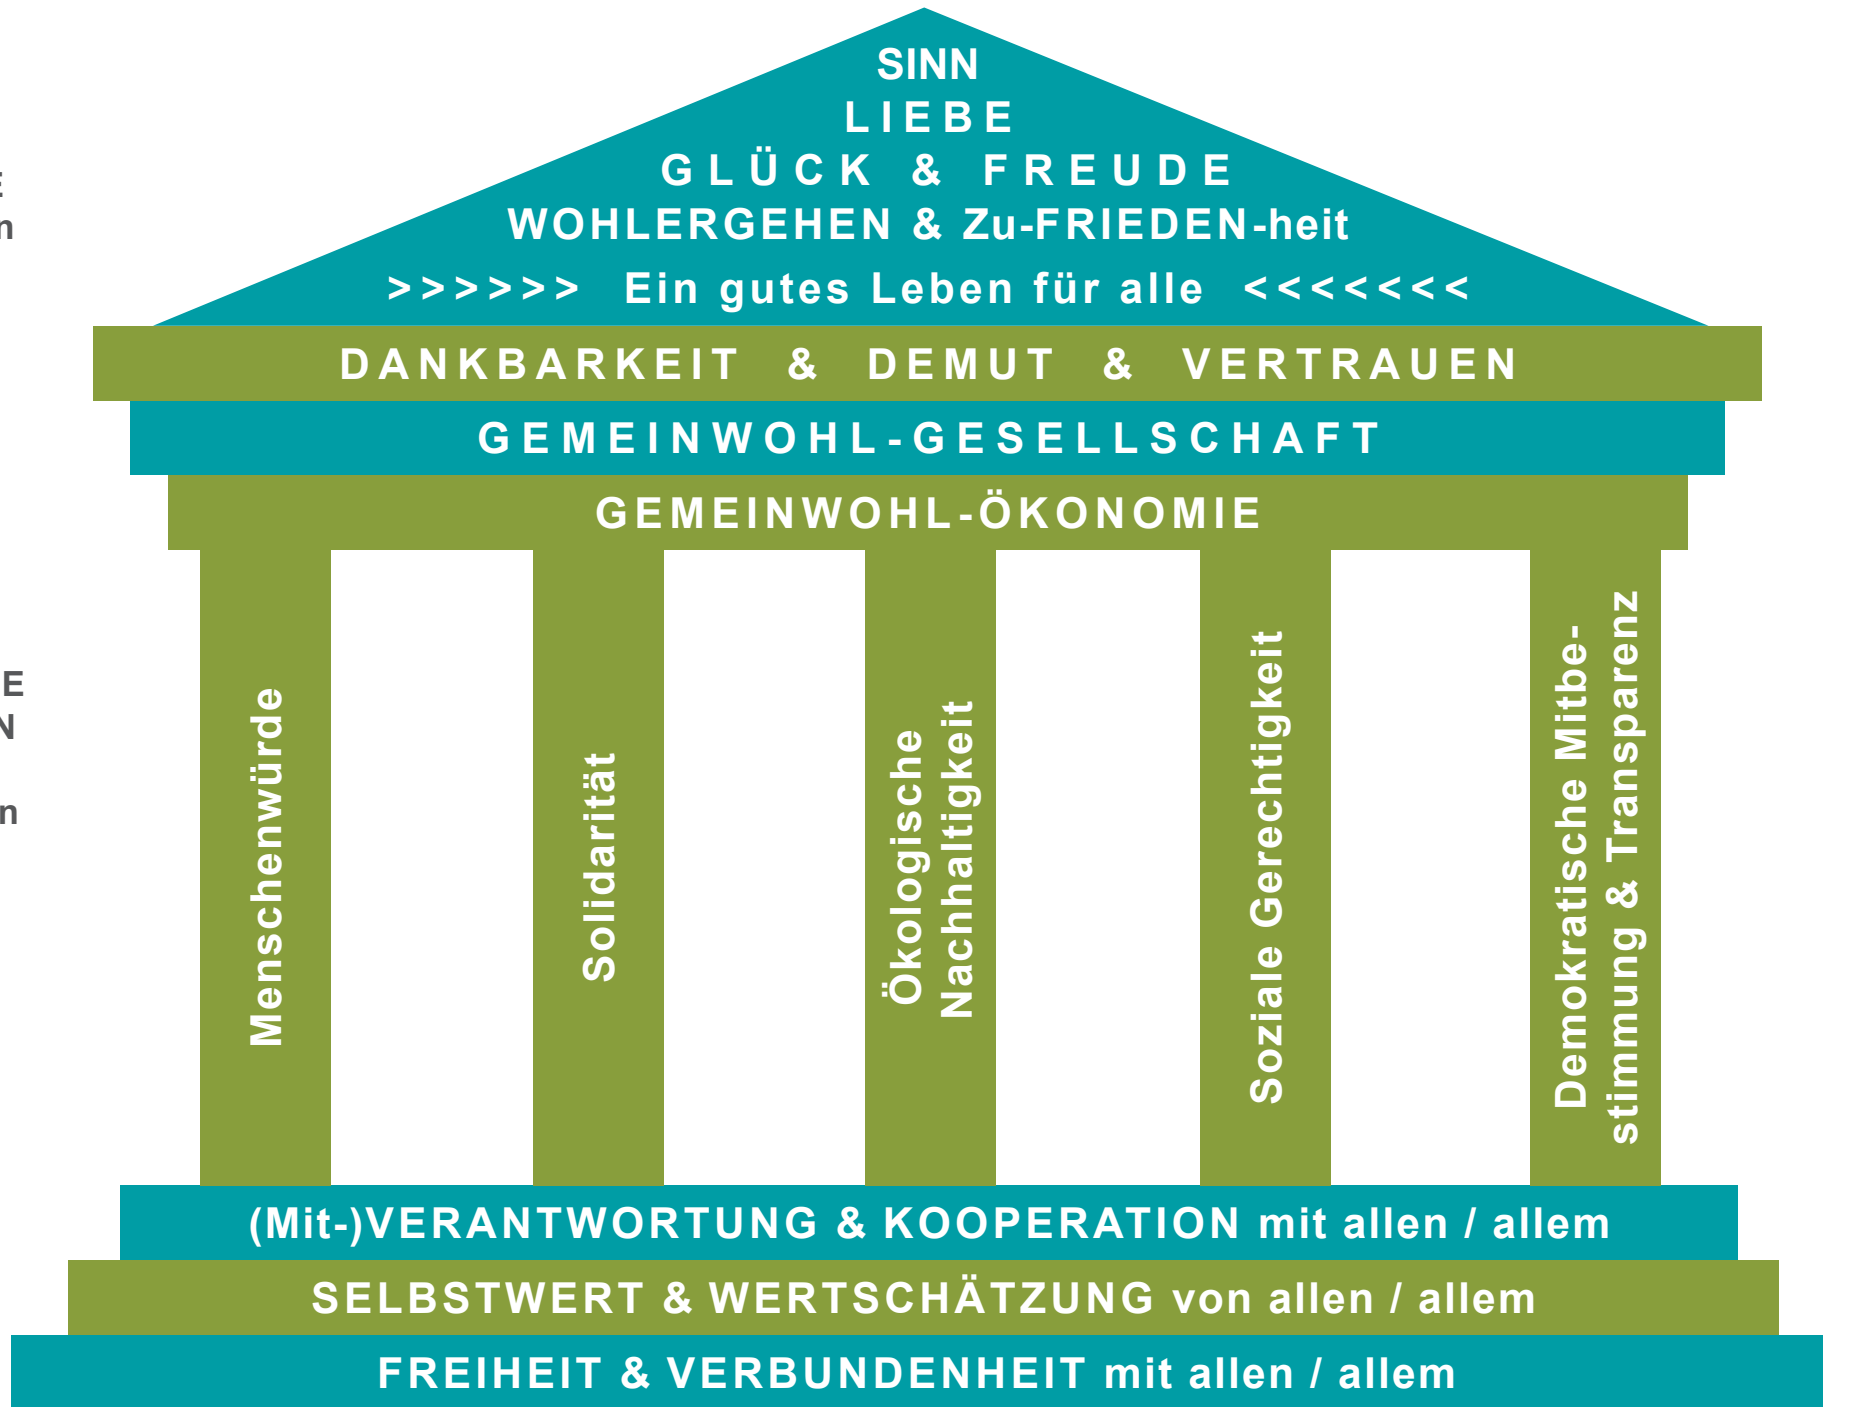 SINN
LIEBE
GLÜCK & FREUDE
WOHLERGEHEN & Zu-FRIEDEN-heit
>>>>>> Ein gutes Leben für alle <<<<<<<
DANKBARKEIT & DEMUT & VERTRAUEN
GEMEINWOHL-GESELLSCHAFT
GEMEINWOHL-ÖKONOMIE
Menschenwürde
Solidarität
Ökologische
Nachhaltigkeit
Soziale Gerechtigkeit
Demokratische Mitbe-
stimmung & Transparenz
(Mit-)VERANTWORTUNG & KOOPERATION mit allen / allem
SELBSTWERT & WERTSCHÄTZUNG von allen / allem
FREIHEIT & VERBUNDENHEIT mit allen / allem